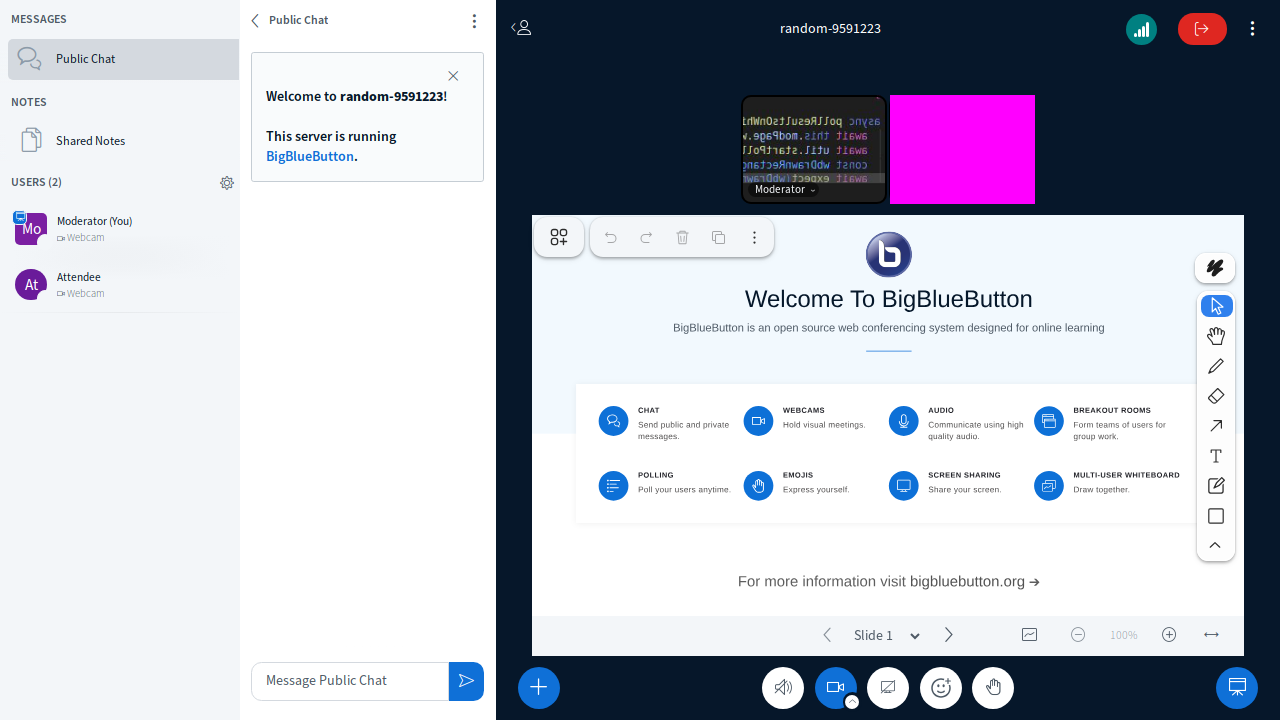 MESSAGES
Public Chat
NOTES
Shared Notes
USERS (2)
Mo
Moderator (You)
Webcam
At
Attendee
Webcam
Public Chat
Welcome to random-9591223!
This server is running
BigBlueButton.
Message Public Chat
random-9591223
async pollResultsOnWhi
await this.modPage.w
await util.startPoll
const wbDrawnRectang
await expect(wbDrawn
Moderator
Welcome To BigBlueButton
BigBlueButton is an open source web conferencing system designed for online learning
CHAT
Send public and private
messages.
WEBCAMS
Hold visual meetings.
AUDIO
Communicate using high
quality audio.
BREAKOUT ROOMS
Form teams of users for
group work.
POLLING
Poll your users anytime.
EMOJIS
Express yourself.
SCREEN SHARING
Share your screen.
MULTI-USER WHITEBOARD
Draw together.
For more information visit bigbluebutton.org →
Slide 1
100%